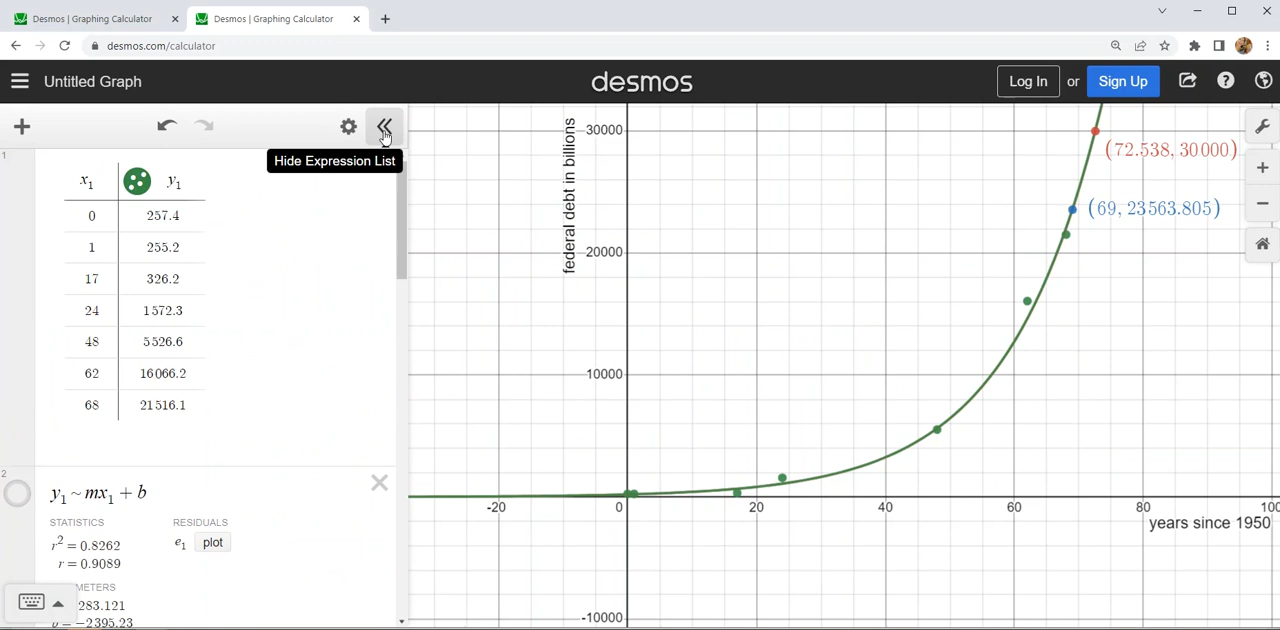 Desmos | Graphing Calculator
Desmos | Graphing Calculator
desmos.com/calculator
Untitled Graph
desmos
Log In or Sign Up
Hide Expression List
1
x₁ y₁
0 257.4
1 255.2
17 326.2
24 1572.3
48 5526.6
62 16066.2
68 21516.1
2
y₁ ~ mx₁ + b
STATISTICS RESIDUALS
r² = 0.8262 e₁ plot
r = 0.9089
METERS
283.121
b = −2395.23
federal debt in billions
30000
20000
10000
-10000
(72.538, 30000)
(69, 23563.805)
-20 0 20 40 60 80 100
years since 1950